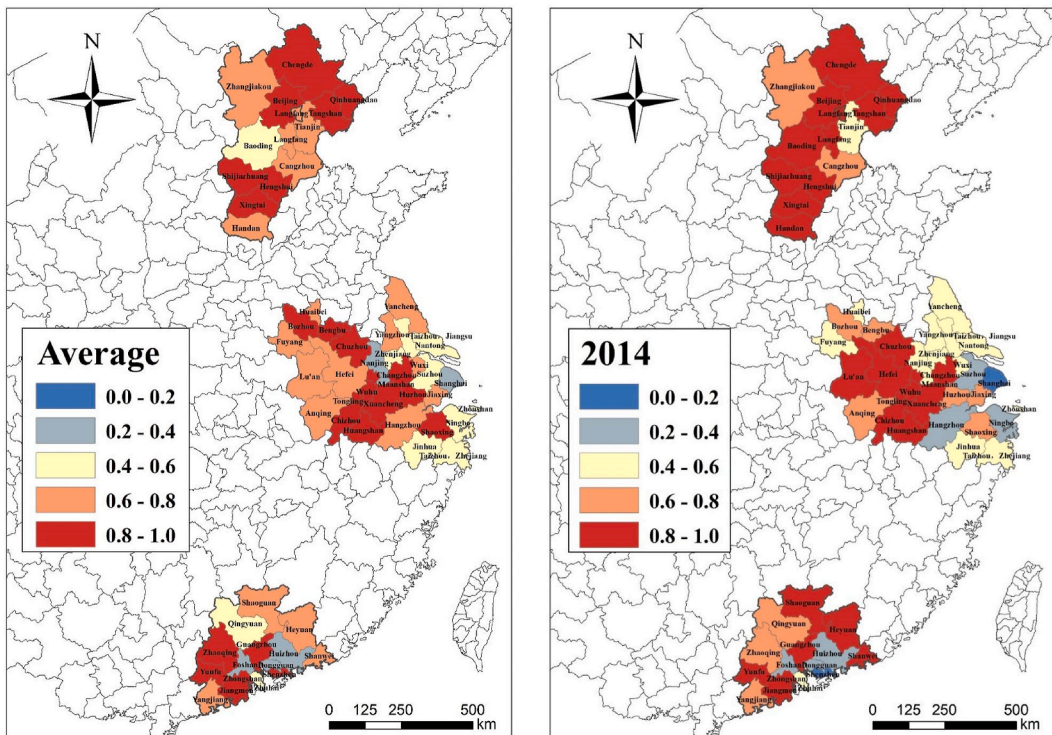 N
Chengde
Zhangjiakou
Beijing
Qinhuangdao
Langfang Tangshan
Tianjin
Langfang
Baoding
Cangzhou
Shijiazhuang
Hengshui
Xingtai
Handan
Yancheng
Huaibei
Bozhou
Bengbu
Yangzhou
Taizhou, Jiangsu
Fuyang
Chuzhou
Nantong
Zhenjiang
Nanjing
Wuxi
Changzhou
Suzhou
Lu'an
Hefei
Maanshan
Shanghai
Wuhu
Huzhou
Jiaxing
Tongling
Xuancheng
Anqing
Zhoushan
Chizhou
Hangzhou
Ningbo
Huangshan
Shaoxing
Jinhua
Taizhou, Zhejiang
Shaoguan
Qingyuan
Heyuan
Guangzhou
Zhaoqing
Huizhou
Foshan
Dongguan
Shanwei
Yunfu
Shenzhen
Zhongshan
Jiangmen
Zhuhai
Yangjiang
Average
0.0 - 0.2
0.2 - 0.4
0.4 - 0.6
0.6 - 0.8
0.8 - 1.0
0 125 250 500
km
N
Chengde
Zhangjiakou
Beijing
Qinhuangdao
Langfang Tangshan
Tianjin
Langfang
Baoding
Cangzhou
Shijiazhuang
Hengshui
Xingtai
Handan
Yancheng
Huaibei
Bozhou
Bengbu
Yangzhou
Taizhou, Jiangsu
Fuyang
Chuzhou
Nantong
Zhenjiang
Nanjing
Wuxi
Changzhou
Suzhou
Lu'an
Hefei
Maanshan
Shanghai
Wuhu
Huzhou
Jiaxing
Tongling
Xuancheng
Anqing
Zhoushan
Chizhou
Hangzhou
Ningbo
Huangshan
Shaoxing
Jinhua
Taizhou, Zhejiang
Shaoguan
Qingyuan
Heyuan
Guangzhou
Zhaoqing
Huizhou
Foshan
Dongguan
Shanwei
Yunfu
Shenzhen
Zhongshan
Jiangmen
Zhuhai
Yangjiang
2014
0.0 - 0.2
0.2 - 0.4
0.4 - 0.6
0.6 - 0.8
0.8 - 1.0
0 125 250 500
km